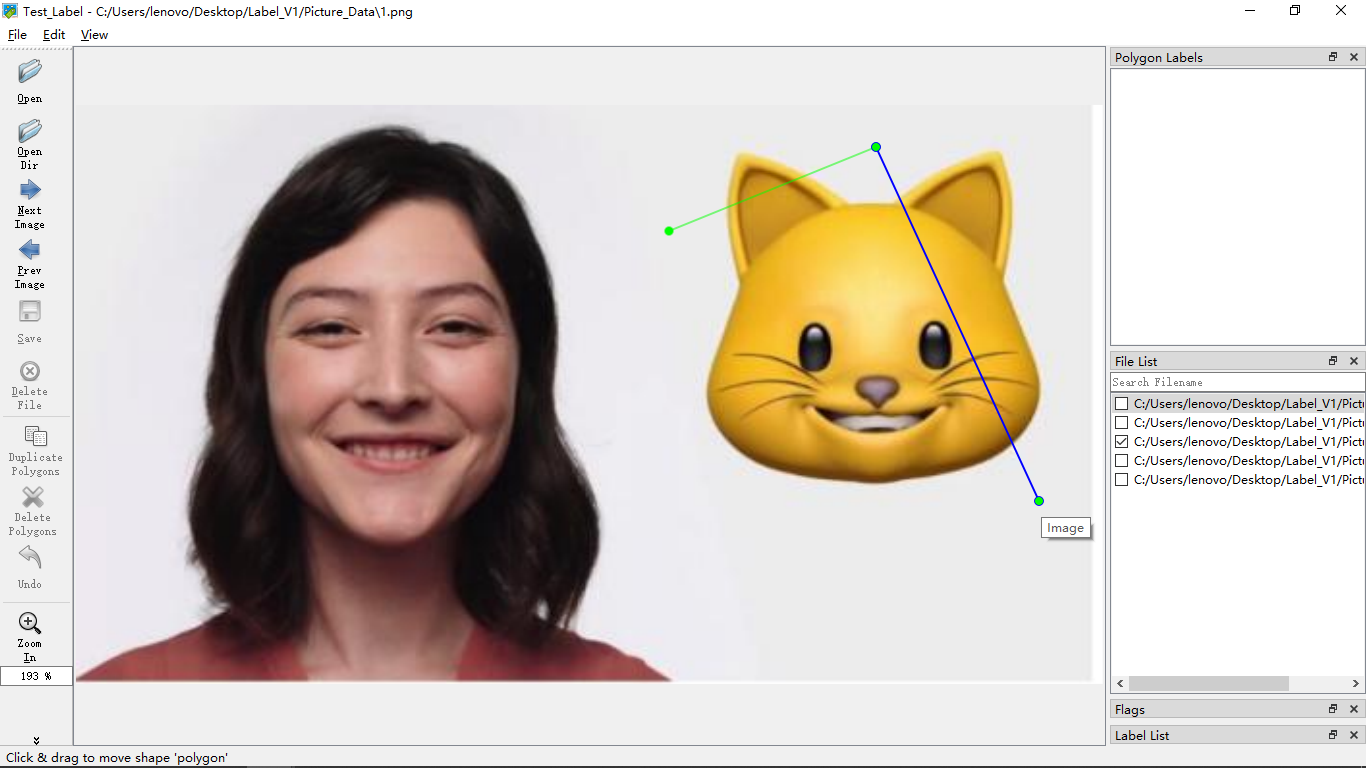 Test_Label - C:/Users/lenovo/Desktop/Label_V1/Picture_Data\1.png
File Edit View
Open
Open
Dir
Next
Image
Prev
Image
Save
Delete
File
Duplicate
Polygons
Delete
Polygons
Undo
Zoom
In
193 %
Image
Polygon Labels
File List
Search Filename
C:/Users/lenovo/Desktop/Label_V1/Pict
C:/Users/lenovo/Desktop/Label_V1/Pict
C:/Users/lenovo/Desktop/Label_V1/Pict
C:/Users/lenovo/Desktop/Label_V1/Pict
C:/Users/lenovo/Desktop/Label_V1/Pict
Flags
Label List
Click & drag to move shape 'polygon'